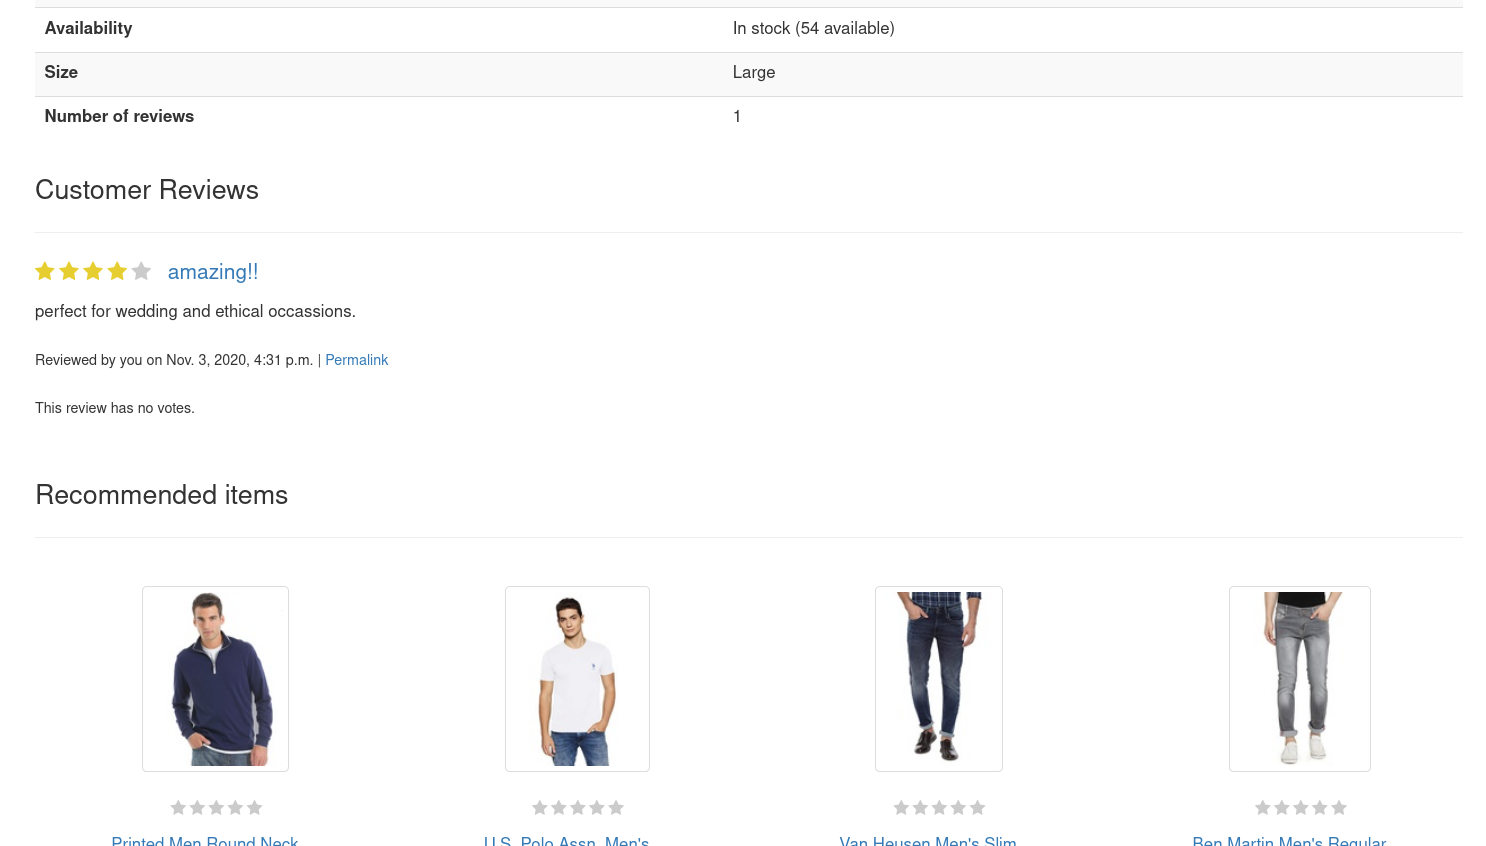 Availability In stock (54 available)
Size Large
Number of reviews 1
Customer Reviews
amazing!!
perfect for wedding and ethical occassions.
Reviewed by you on Nov. 3, 2020, 4:31 p.m. | Permalink
This review has no votes.
Recommended items
Printed Men Round Neck U.S. Polo Assn. Men's Van Heusen Men's Slim Ben Martin Men's Regular